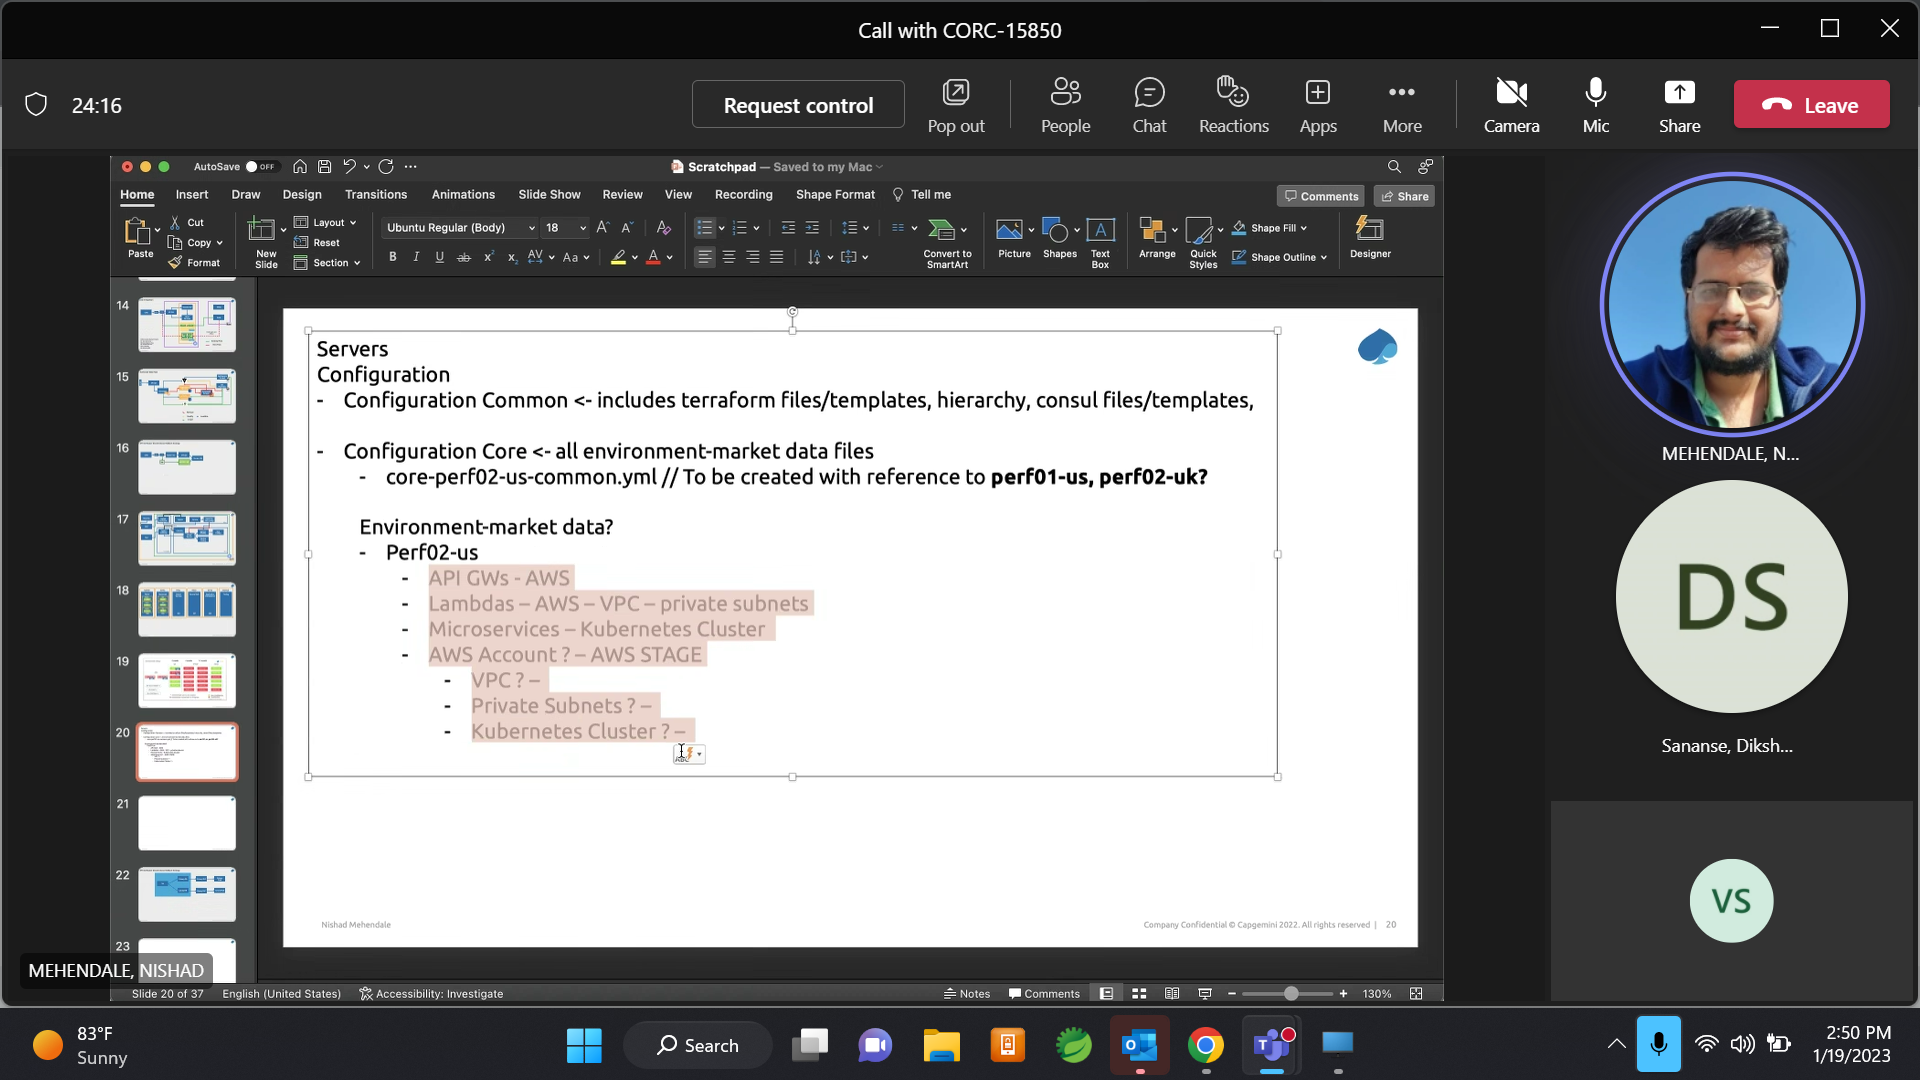 Call with CORC-15850
24:16
Request control
Pop out
People
Chat
Reactions
Apps
More
Camera
Mic
Share
Leave
AutoSave OFF
Scratchpad — Saved to my Mac
Home Insert Draw Design Transitions Animations Slide Show Review View Recording Shape Format Tell me
Comments Share
Paste
Cut
Copy
Format
New Slide
Layout
Reset
Section
Ubuntu Regular (Body) 18
Convert to SmartArt
Picture
Shapes
Text Box
Arrange
Quick Styles
Shape Fill
Shape Outline
Designer
14
15
16
17
18
19
20
21
22
23
Servers
Configuration
- Configuration Common <- includes terraform files/templates, hierarchy, consul files/templates,
- Configuration Core <- all environment-market data files
- core-perf02-us-common.yml // To be created with reference to perf01-us, perf02-uk?
Environment-market data?
- Perf02-us
- API GWs - AWS
- Lambdas – AWS – VPC – private subnets
- Microservices – Kubernetes Cluster
- AWS Account ? – AWS STAGE
- VPC ? –
- Private Subnets ? –
- Kubernetes Cluster ? –
Nishad Mehendale
Company Confidential © Capgemini 2022. All rights reserved | 20
MEHENDALE, N...
DS
Sananse, Diksh...
VS
MEHENDALE, NISHAD
Slide 20 of 37 English (United States) Accessibility: Investigate
Notes Comments 130%
83°F
Sunny
Search
2:50 PM
1/19/2023